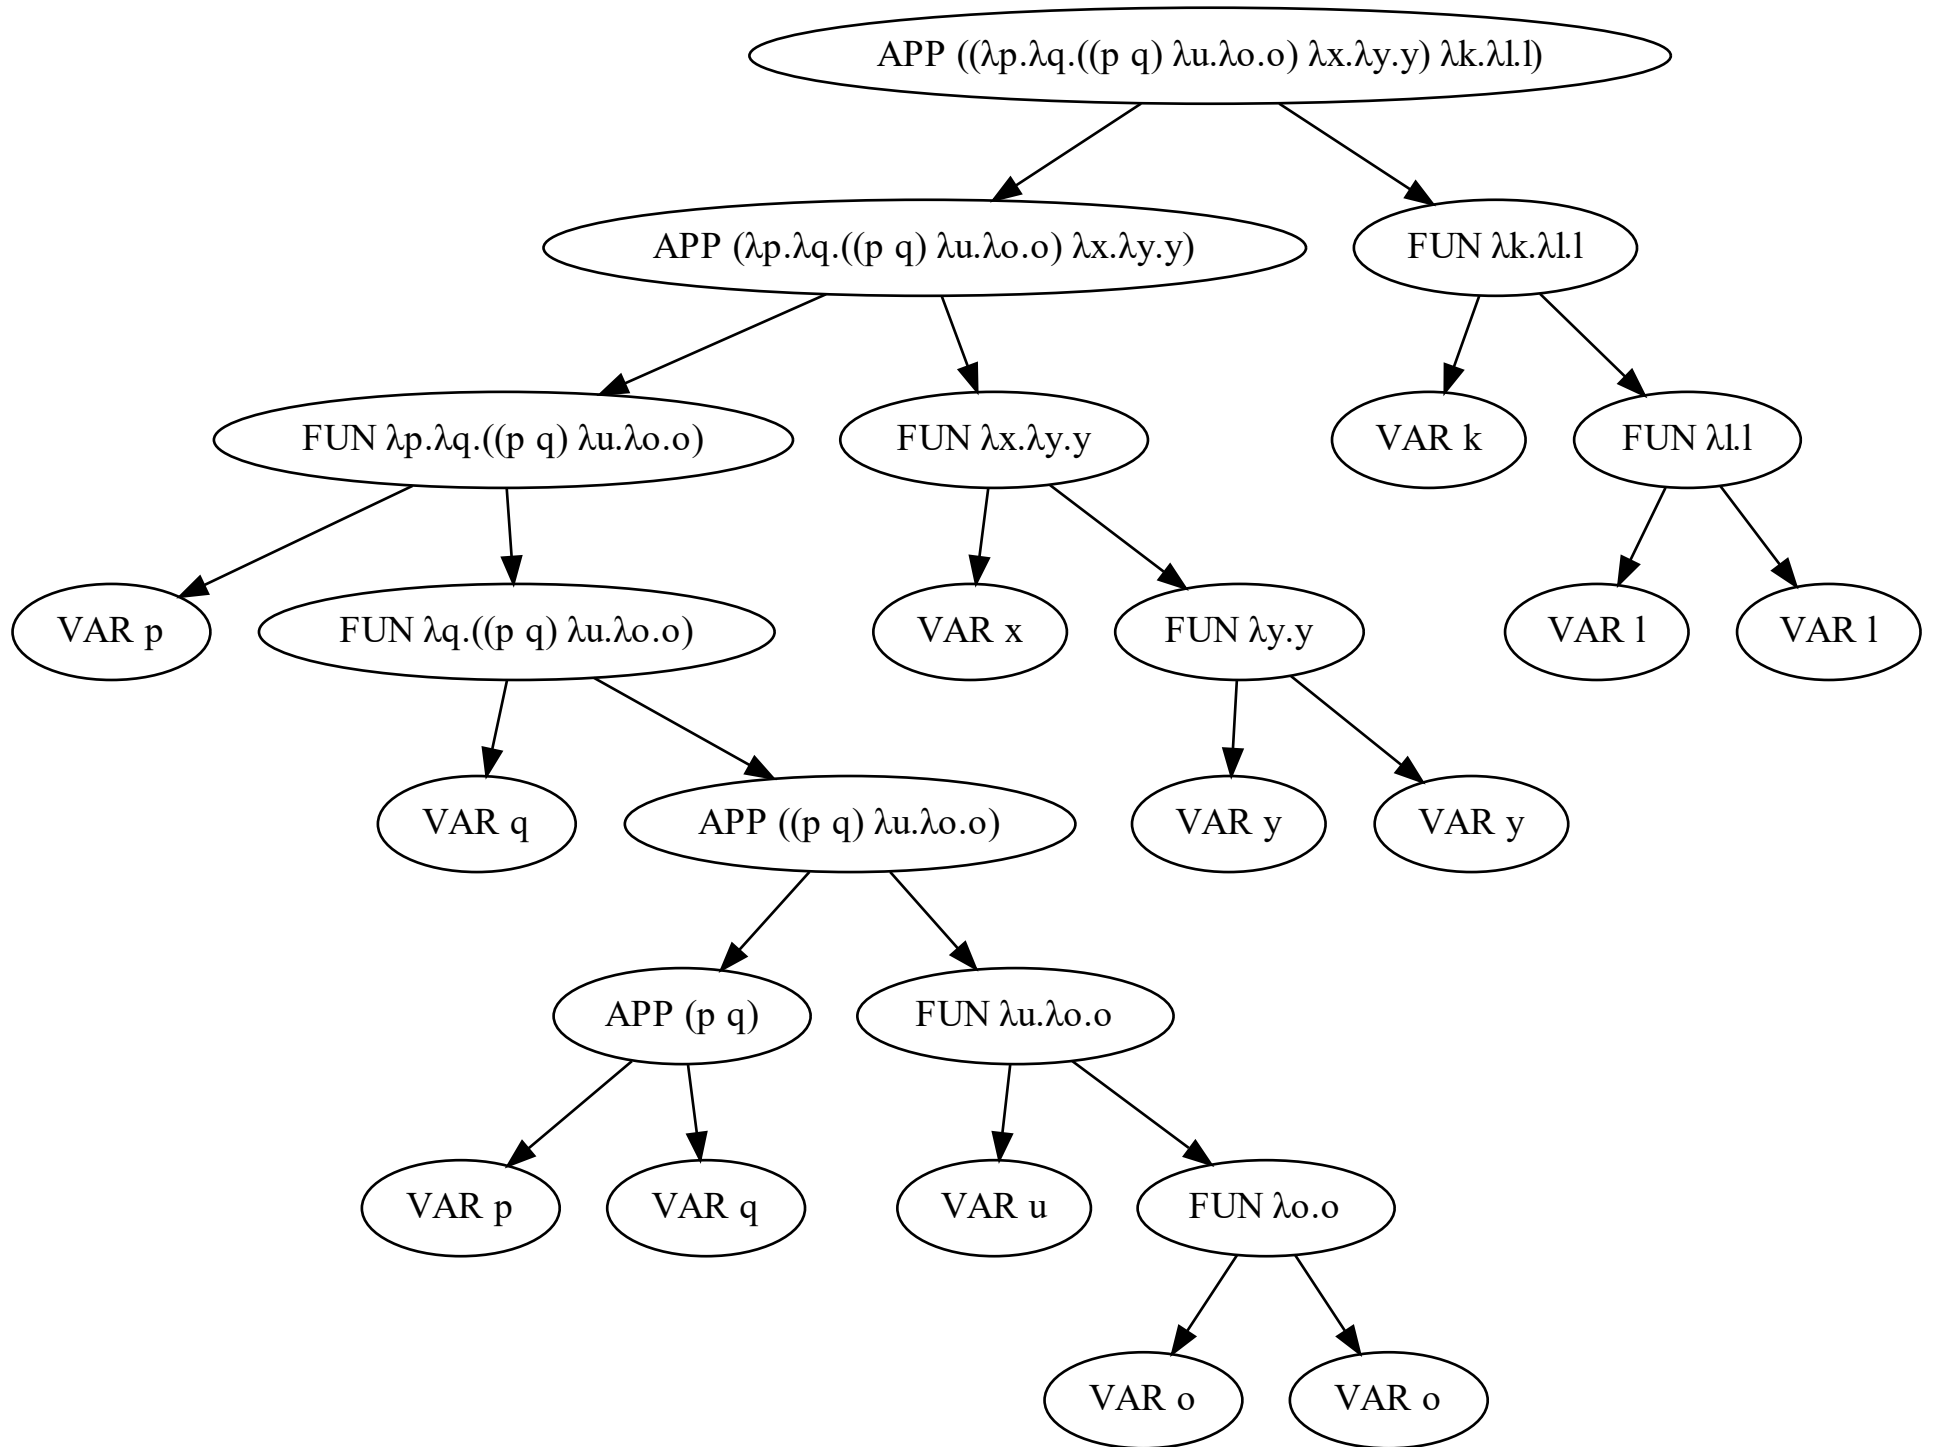 APP ((λp.λq.((p q) λu.λo.o) λx.λy.y) λk.λl.l)
APP (λp.λq.((p q) λu.λo.o) λx.λy.y)
FUN λk.λl.l
FUN λp.λq.((p q) λu.λo.o)
FUN λx.λy.y
VAR k
FUN λl.l
VAR p
FUN λq.((p q) λu.λo.o)
VAR x
FUN λy.y
VAR l
VAR l
VAR q
APP ((p q) λu.λo.o)
VAR y
VAR y
APP (p q)
FUN λu.λo.o
VAR p
VAR q
VAR u
FUN λo.o
VAR o
VAR o